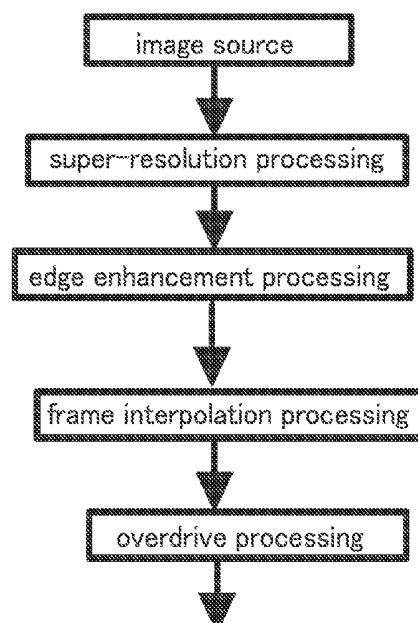 image source
super-resolution processing
edge enhancement processing
frame interpolation processing
overdrive processing